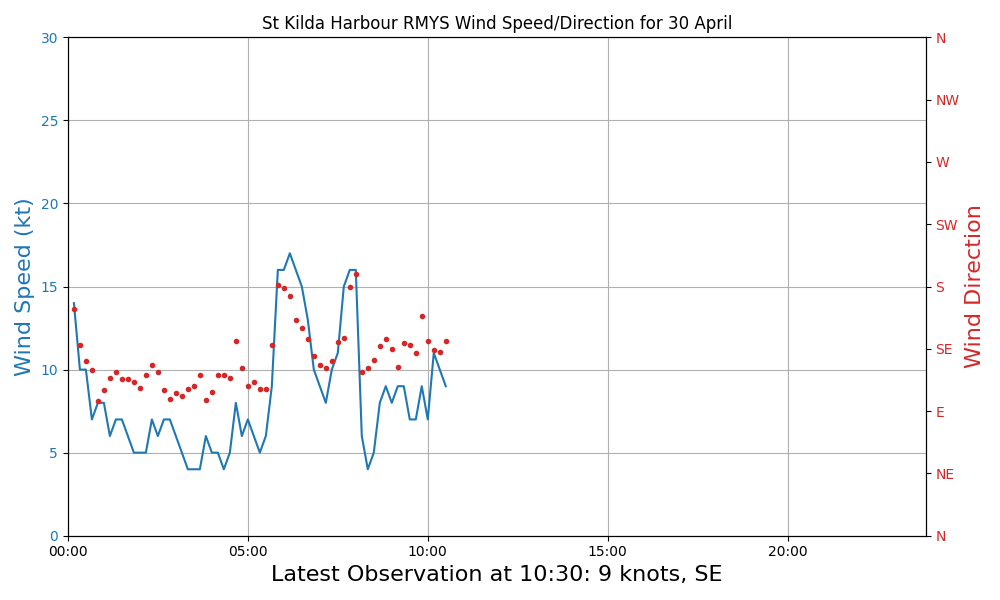 St Kilda Harbour RMYS Wind Speed/Direction for 30 April
30
25
20
15
10
5
0
Wind Speed (kt)
N
NW
W
SW
S
SE
E
NE
N
Wind Direction
00:00 05:00 10:00 15:00 20:00
Latest Observation at 10:30: 9 knots, SE